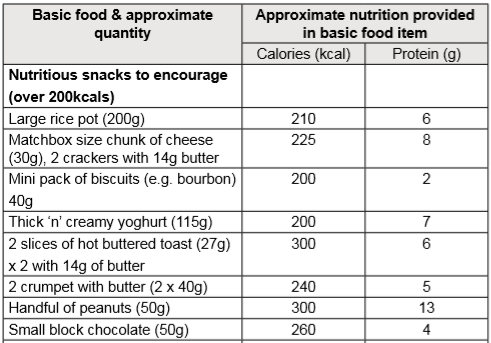 Basic food & approximate quantity
Approximate nutrition provided in basic food item
Calories (kcal)
Protein (g)
Nutritious snacks to encourage
(over 200kcals)
Large rice pot (200g) 210 6
Matchbox size chunk of cheese 225 8
(30g), 2 crackers with 14g butter
Mini pack of biscuits (e.g. bourbon) 200 2
40g
Thick ‘n’ creamy yoghurt (115g) 200 7
2 slices of hot buttered toast (27g) 300 6
x 2 with 14g of butter
2 crumpet with butter (2 x 40g) 240 5
Handful of peanuts (50g) 300 13
Small block chocolate (50g) 260 4